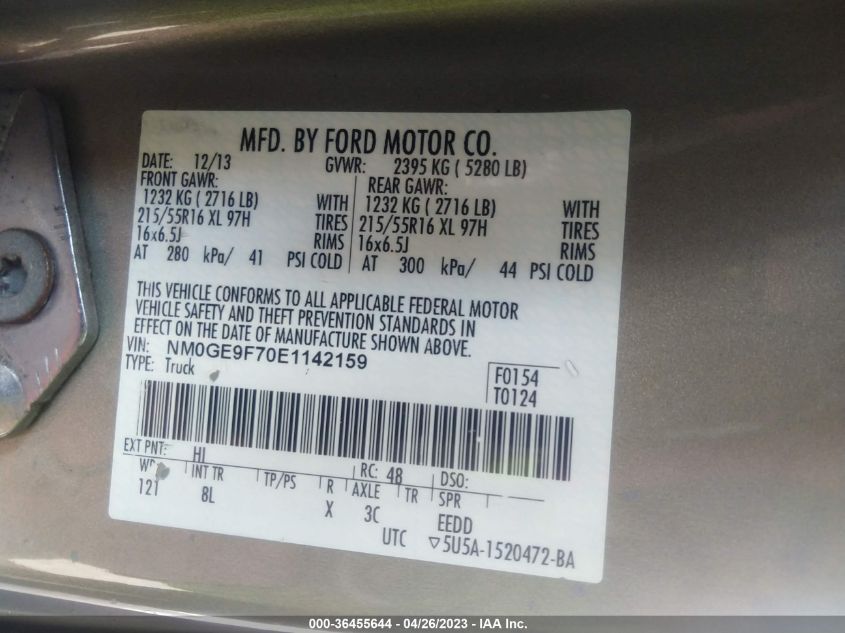 MFD. BY FORD MOTOR CO.
DATE: 12/13 GVWR: 2395 KG ( 5280 LB)
FRONT GAWR: REAR GAWR:
1232 KG ( 2716 LB) WITH 1232 KG ( 2716 LB) WITH
215/55R16 XL 97H TIRES 215/55R16 XL 97H TIRES
16x6.5J RIMS 16x6.5J RIMS
AT 280 kPa/ 41 PSI COLD AT 300 kPa/ 44 PSI COLD
THIS VEHICLE CONFORMS TO ALL APPLICABLE FEDERAL MOTOR
VEHICLE SAFETY AND THEFT PREVENTION STANDARDS IN
EFFECT ON THE DATE OF MANUFACTURE SHOWN ABOVE.
VIN: NM0GE9F70E1142159
TYPE: Truck
F0154
T0124
EXT PNT: HI RC: 48 DSO:
INT TR TP/PS R AXLE TR SPR
121 8L X 3C EEDD
UTC ▽5U5A-1520472-BA
000-36455644 - 04/26/2023 - IAA Inc.